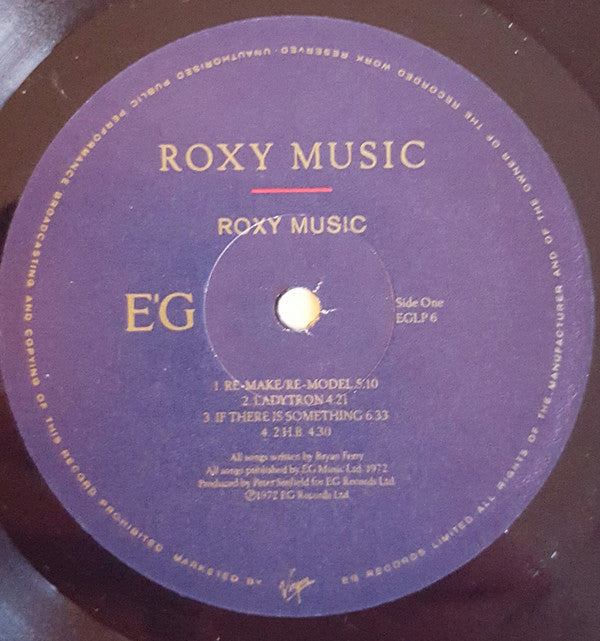 ROXY MUSIC
ROXY MUSIC
E'G
Side One
EGLP 6
1. RE-MAKE/RE-MODEL 5.10
2. LADYTRON 4.21
3. IF THERE IS SOMETHING 6.33
4. 2 H.B. 4.30
All songs written by Bryan Ferry
All songs published by EG Music Ltd. 1972
Produced by Peter Sinfield for EG Records Ltd.
Ⓟ1972 EG Records Ltd.
EG RECORDS LIMITED. ALL RIGHTS OF THE MANUFACTURER AND OF THE OWNER OF THE RECORDED WORK RESERVED · UNAUTHORISED PUBLIC PERFORMANCE BROADCASTING AND COPYING OF THIS RECORD PROHIBITED MARKETED BY
Virgin